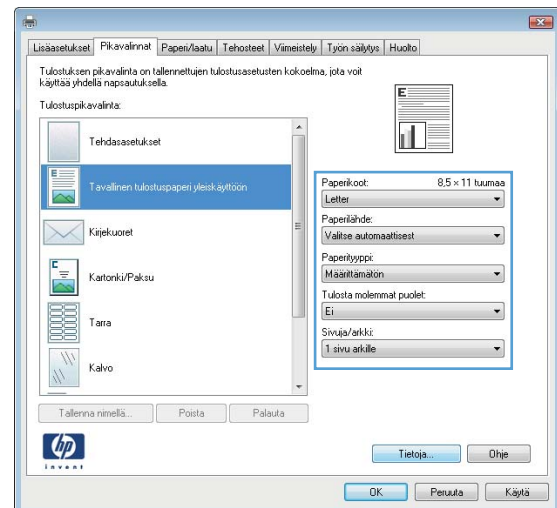 Lisäasetukset Pikavalinnat Paperi/laatu Tehosteet Viimeistely Työn säilytys Huolto
Tulostuksen pikavalinta on tallennettujen tulostusasetusten kokoelma, jota voit
käyttää yhdellä napsautuksella.
Tulostuspikavalinta:
Tehdasasetukset
Tavallinen tulostuspaperi yleiskäyttöön
Kirjekuoret
Kartonki/Paksu
Tarra
Kalvo
E
E
E
C
Paperikoot: 8,5 × 11 tuumaa
Letter
Paperilähde:
Valitse automaattisest
Paperityyppi:
Määrittämätön
Tulosta molemmat puolet:
Ei
Sivuja/arkki:
1 sivu arkille
Tallenna nimellä... Poista Palauta
hp
invent
Tietoja... Ohje
OK Peruuta Käytä